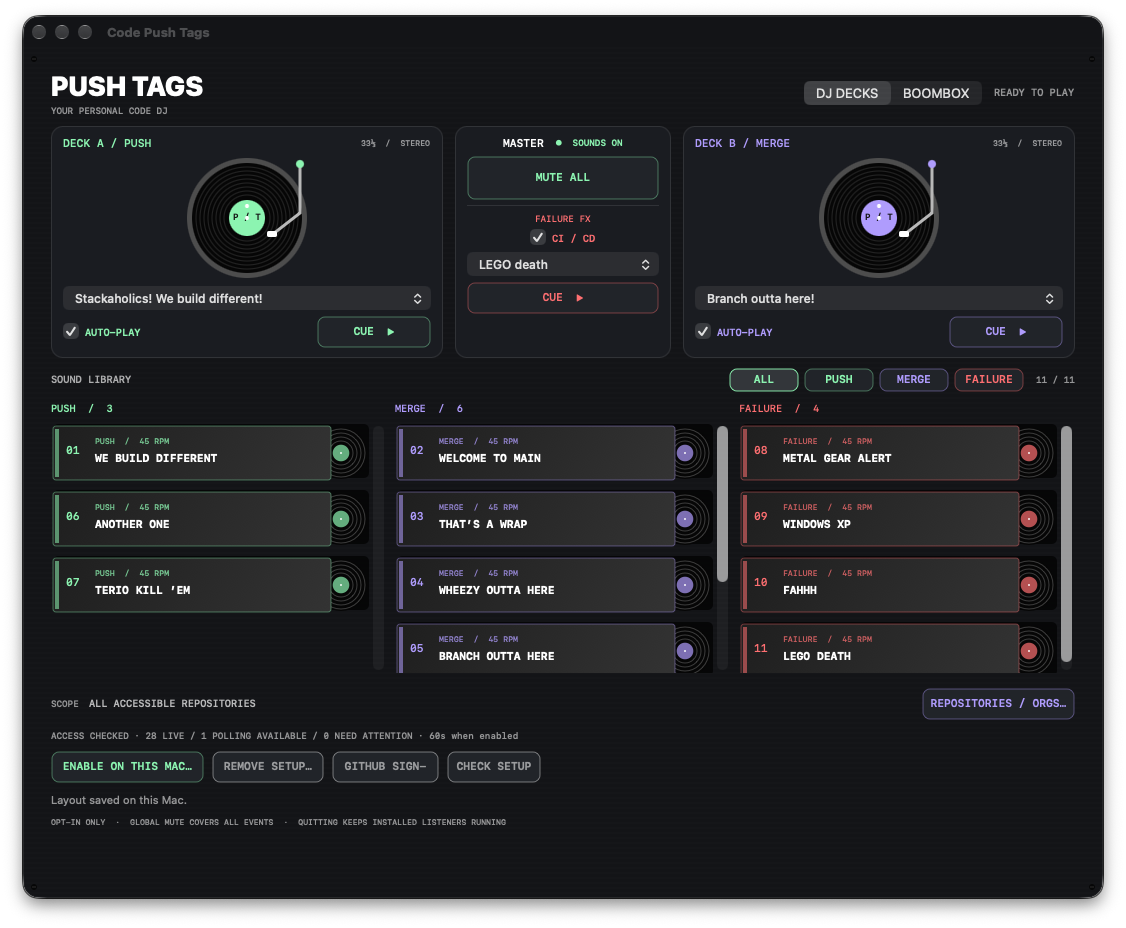 Code Push Tags
PUSH TAGS
YOUR PERSONAL CODE DJ
DJ DECKS
BOOMBOX
READY TO PLAY
DECK A / PUSH
33⅓ / STEREO
P / T
Stackaholics! We build different!
AUTO-PLAY
CUE ▶
MASTER ● SOUNDS ON
MUTE ALL
FAILURE FX
CI / CD
LEGO death
CUE ▶
DECK B / MERGE
33⅓ / STEREO
P / T
Branch outta here!
AUTO-PLAY
CUE ▶
SOUND LIBRARY
ALL
PUSH
MERGE
FAILURE
11 / 11
PUSH / 3
01
PUSH / 45 RPM
WE BUILD DIFFERENT
06
PUSH / 45 RPM
ANOTHER ONE
07
PUSH / 45 RPM
TERIO KILL ’EM
MERGE / 6
02
MERGE / 45 RPM
WELCOME TO MAIN
03
MERGE / 45 RPM
THAT’S A WRAP
04
MERGE / 45 RPM
WHEEZY OUTTA HERE
05
MERGE / 45 RPM
BRANCH OUTTA HERE
FAILURE / 4
08
FAILURE / 45 RPM
METAL GEAR ALERT
09
FAILURE / 45 RPM
WINDOWS XP
10
FAILURE / 45 RPM
FAHHH
11
FAILURE / 45 RPM
LEGO DEATH
SCOPE ALL ACCESSIBLE REPOSITORIES
REPOSITORIES / ORGS…
ACCESS CHECKED · 28 LIVE / 1 POLLING AVAILABLE / 0 NEED ATTENTION · 60s when enabled
ENABLE ON THIS MAC…
REMOVE SETUP…
GITHUB SIGN-
CHECK SETUP
Layout saved on this Mac.
OPT-IN ONLY · GLOBAL MUTE COVERS ALL EVENTS · QUITTING KEEPS INSTALLED LISTENERS RUNNING